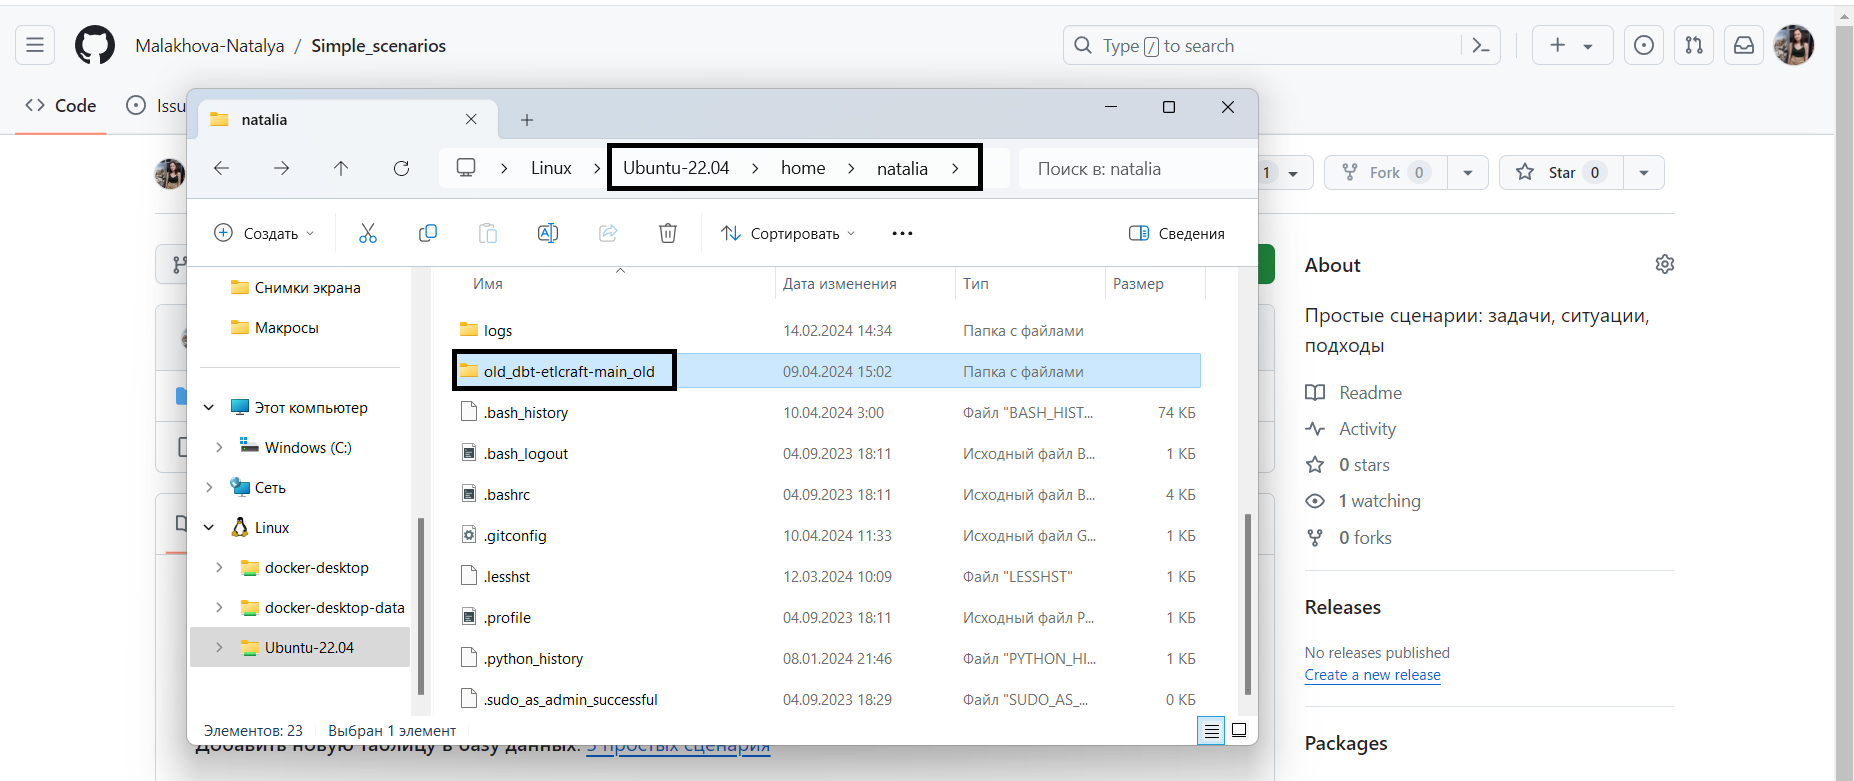 Malakhova-Natalya / Simple_scenarios
Type / to search
Code
Issu
natalia
Linux > Ubuntu-22.04 > home > natalia >
Поиск в: natalia
1
Fork 0
Star 0
Создать
Сортировать
Сведения
Снимки экрана
Макросы
Этот компьютер
Windows (C:)
Сеть
Linux
docker-desktop
docker-desktop-data
Ubuntu-22.04
Имя Дата изменения Тип Размер
logs 14.02.2024 14:34 Папка с файлами
old_dbt-etlcraft-main_old 09.04.2024 15:02 Папка с файлами
.bash_history 10.04.2024 3:00 Файл "BASH_HIST... 74 КБ
.bash_logout 04.09.2023 18:11 Исходный файл B... 1 КБ
.bashrc 04.09.2023 18:11 Исходный файл B... 4 КБ
.gitconfig 10.04.2024 11:33 Исходный файл G... 1 КБ
.lesshst 12.03.2024 10:09 Файл "LESSHST" 1 КБ
.profile 04.09.2023 18:11 Исходный файл P... 1 КБ
.python_history 08.01.2024 21:46 Файл "PYTHON_HI... 1 КБ
.sudo_as_admin_successful 04.09.2023 18:29 Файл "SUDO_AS_... 0 КБ
Элементов: 23 Выбран 1 элемент
Добавить новую таблицу в базу данных: 5 простых сценария
About
Простые сценарии: задачи, ситуации,
подходы
Readme
Activity
0 stars
1 watching
0 forks
Releases
No releases published
Create a new release
Packages